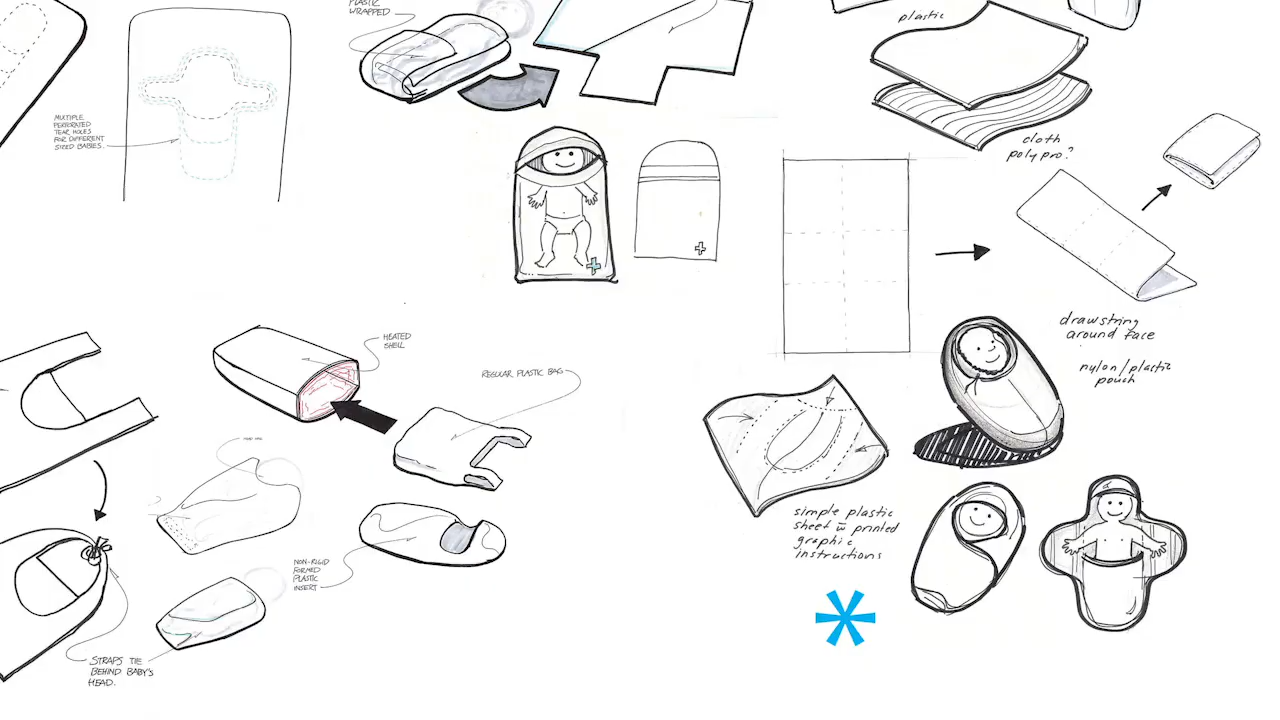 PLASTIC
WRAPPED
plastic
MULTIPLE
PERFORATED
TEAR HOLES
FOR DIFFERENT
SIZED BABIES.
cloth
polypro?
drawstring
around face
nylon/plastic
pouch
HEATED
SHELL
REGULAR PLASTIC BAG
simple plastic
sheet w̄ printed
graphic
instructions
NON-RIGID
FORMED
PLASTIC
INSERT
STRAPS TIE
BEHIND BABY'S
HEAD.